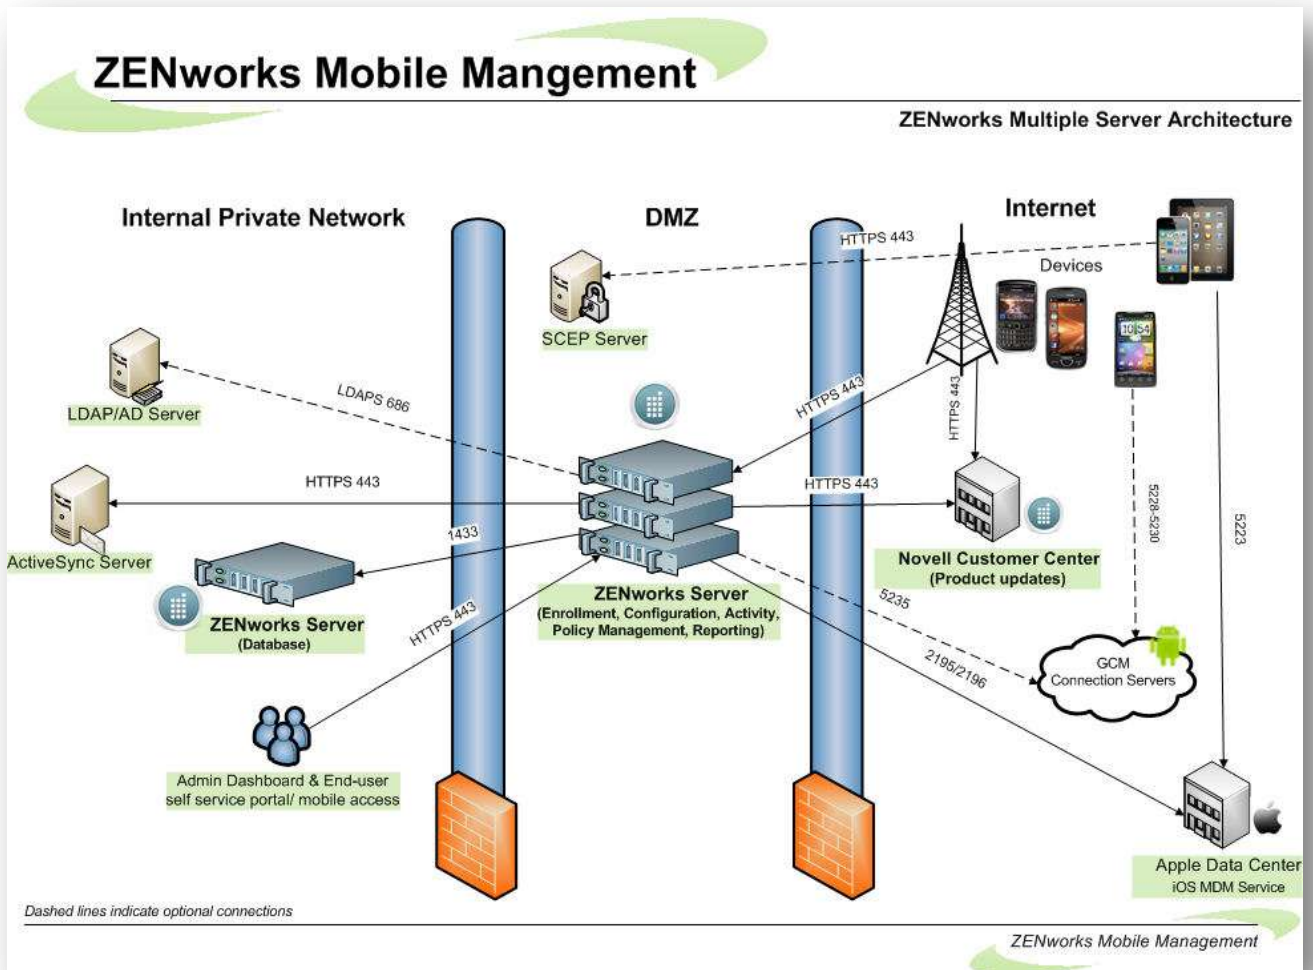 ZENworks Mobile Mangement
ZENworks Multiple Server Architecture
Internal Private Network
DMZ
Internet
HTTPS 443
Devices
SCEP Server
10 54
LDAP/AD Server
LDAPS 686
HTTPS 443
HTTPS 443
HTTPS 443
HTTPS 443
1433
5228-5230
5223
ActiveSync Server
Novell Customer Center
(Product updates)
ZENworks Server
(Database)
ZENworks Server
(Enrollment, Configuration, Activity,
Policy Management, Reporting)
HTTPS 443
5235
2195/2196
GCM
Connection Servers
Admin Dashboard & End-user
self service portal/ mobile access
Apple Data Center
iOS MDM Service
Dashed lines indicate optional connections
ZENworks Mobile Management